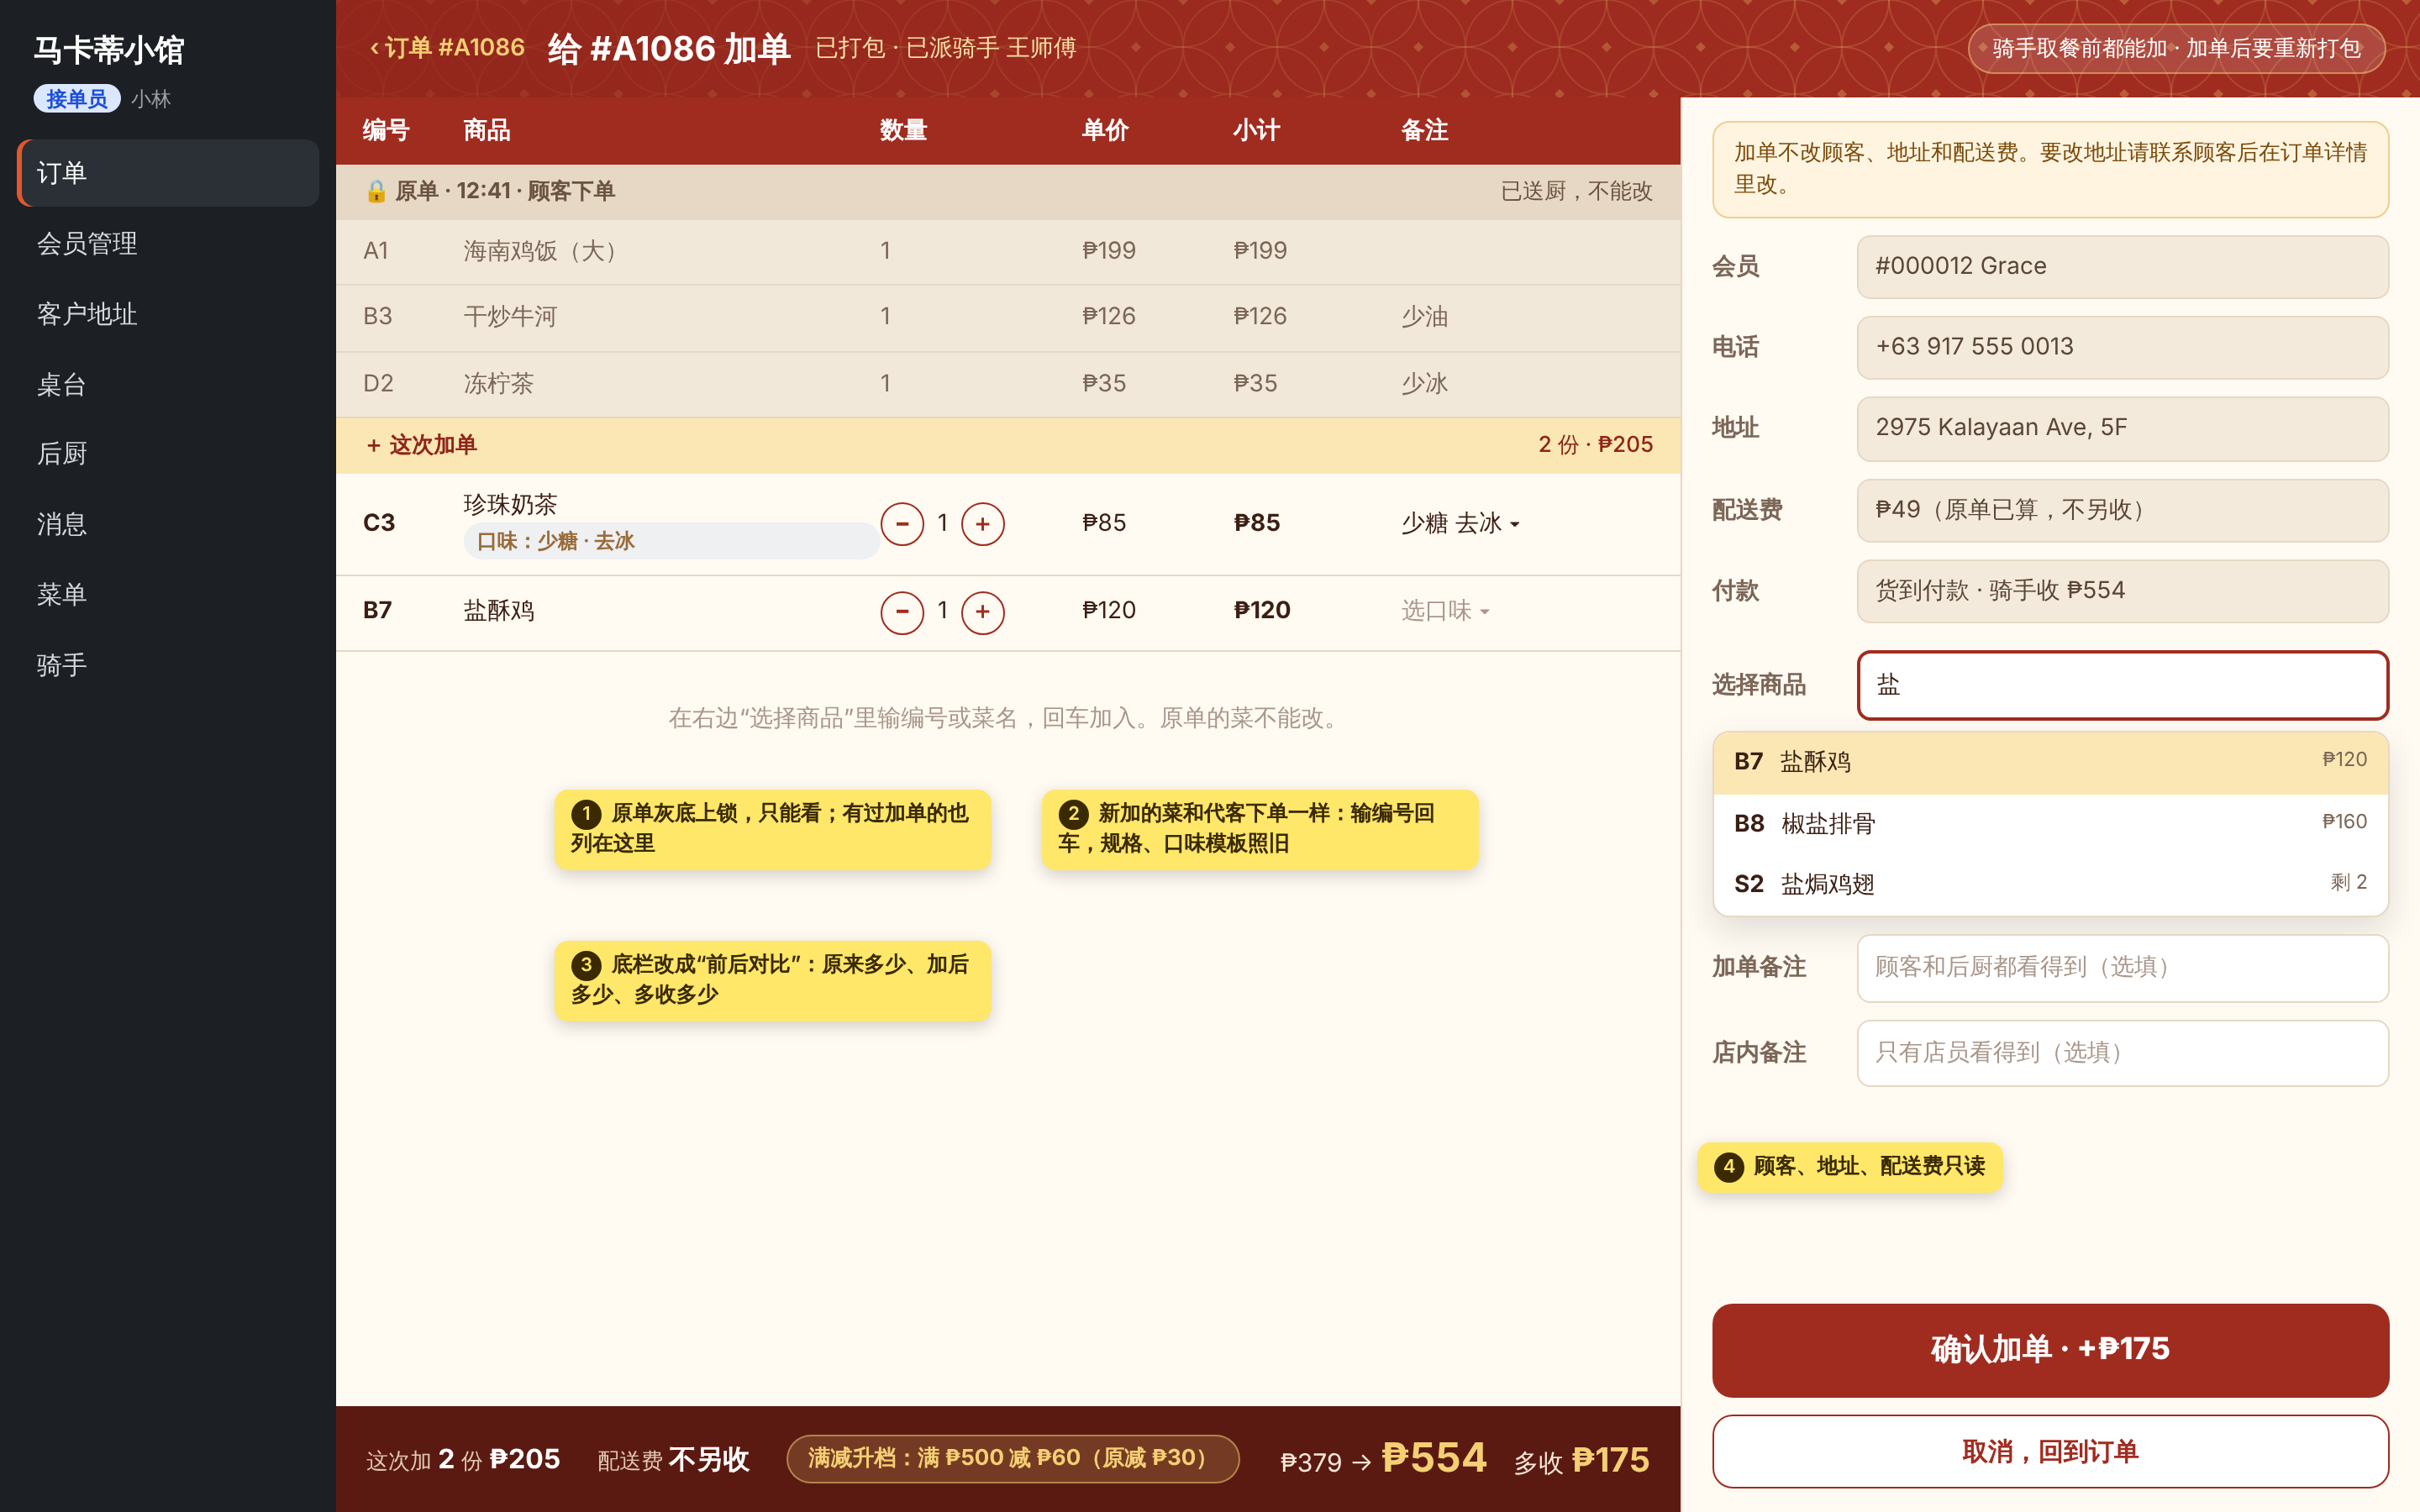 马卡蒂小馆
接单员 小林
订单
会员管理
客户地址
桌台
后厨
消息
菜单
骑手
‹ 订单 #A1086 给 #A1086 加单 已打包 · 已派骑手 王师傅
骑手取餐前都能加 · 加单后要重新打包
编号 商品 数量 单价 小计 备注
🔒 原单 · 12:41 · 顾客下单 已送厨，不能改
A1 海南鸡饭（大） 1 ₱199 ₱199
B3 干炒牛河 1 ₱126 ₱126 少油
D2 冻柠茶 1 ₱35 ₱35 少冰
+ 这次加单 2 份 · ₱205
C3 珍珠奶茶 − 1 + ₱85 ₱85 少糖 去冰
口味：少糖 · 去冰
B7 盐酥鸡 − 1 + ₱120 ₱120 选口味
在右边“选择商品”里输编号或菜名，回车加入。原单的菜不能改。
1 原单灰底上锁，只能看；有过加单的也
列在这里
2 新加的菜和代客下单一样：输编号回
车，规格、口味模板照旧
3 底栏改成“前后对比”：原来多少、加后
多少、多收多少
这次加 2 份 ₱205 配送费 不另收 满减升档：满 ₱500 减 ₱60（原减 ₱30） ₱379 → ₱554 多收 ₱175
加单不改顾客、地址和配送费。要改地址请联系顾客后在订单详情
里改。
会员 #000012 Grace
电话 +63 917 555 0013
地址 2975 Kalayaan Ave, 5F
配送费 ₱49（原单已算，不另收）
付款 货到付款 · 骑手收 ₱554
选择商品 盐
B7 盐酥鸡 ₱120
B8 椒盐排骨 ₱160
S2 盐焗鸡翅 剩 2
加单备注 顾客和后厨都看得到（选填）
店内备注 只有店员看得到（选填）
4 顾客、地址、配送费只读
确认加单 · +₱175
取消，回到订单